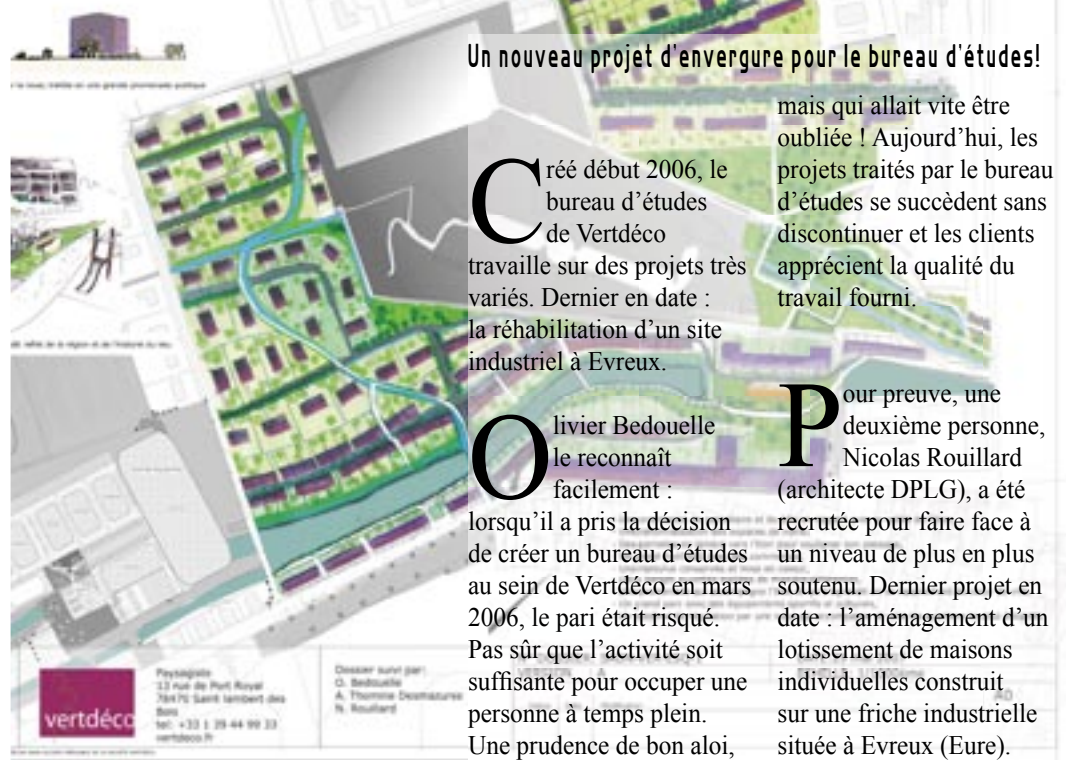 Un nouveau projet d'envergure pour le bureau d'études!
Créé début 2006, le
bureau d’études
de Vertdéco
travaille sur des projets très
variés. Dernier en date :
la réhabilitation d’un site
industriel à Evreux.
Olivier Bedouelle
le reconnaît
facilement :
lorsqu’il a pris la décision
de créer un bureau d’études
au sein de Vertdéco en mars
2006, le pari était risqué.
Pas sûr que l’activité soit
suffisante pour occuper une
personne à temps plein.
Une prudence de bon aloi,
mais qui allait vite être
oubliée ! Aujourd’hui, les
projets traités par le bureau
d’études se succèdent sans
discontinuer et les clients
apprécient la qualité du
travail fourni.
Pour preuve, une
deuxième personne,
Nicolas Rouillard
(architecte DPLG), a été
recrutée pour faire face à
un niveau de plus en plus
soutenu. Dernier projet en
date : l’aménagement d’un
lotissement de maisons
individuelles construit
sur une friche industrielle
située à Evreux (Eure).
vertdéco
Paysagiste
13 rue de Port Royal
78470 Saint lambert des
Bois
tel: +33 1 39 44 99 33
vertdeco.fr
Dossier suivi par:
O. Bedouelle
A. Thomine Desmazures
N. Rouillard